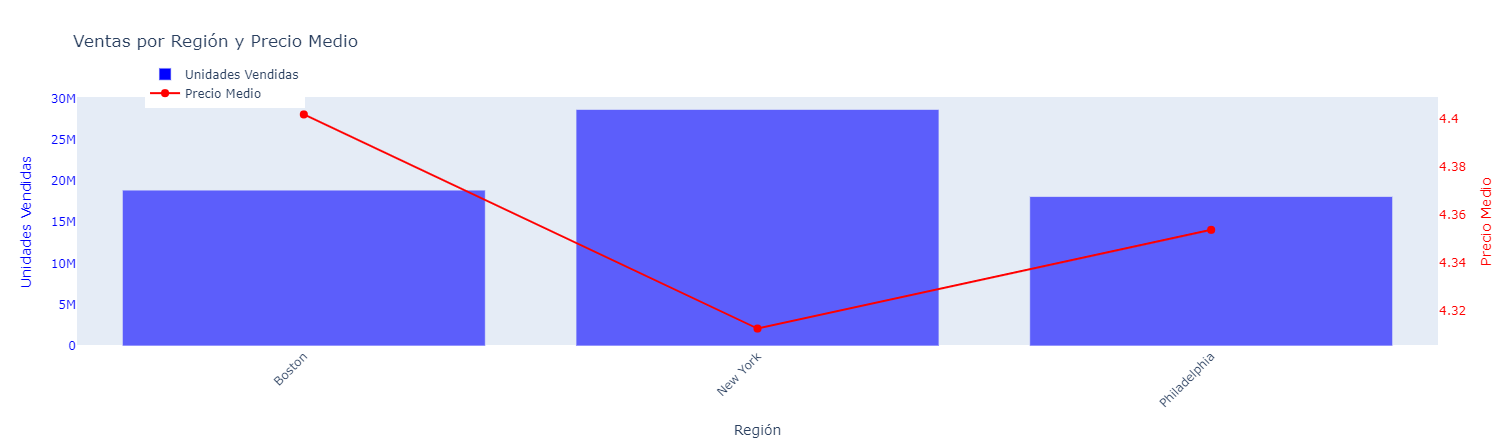 Ventas por Región y Precio Medio
Unidades Vendidas
Precio Medio
30M
25M
20M
15M
10M
5M
0
Unidades Vendidas
4.4
4.38
4.36
4.34
4.32
Precio Medio
Boston
New York
Philadelphia
Región